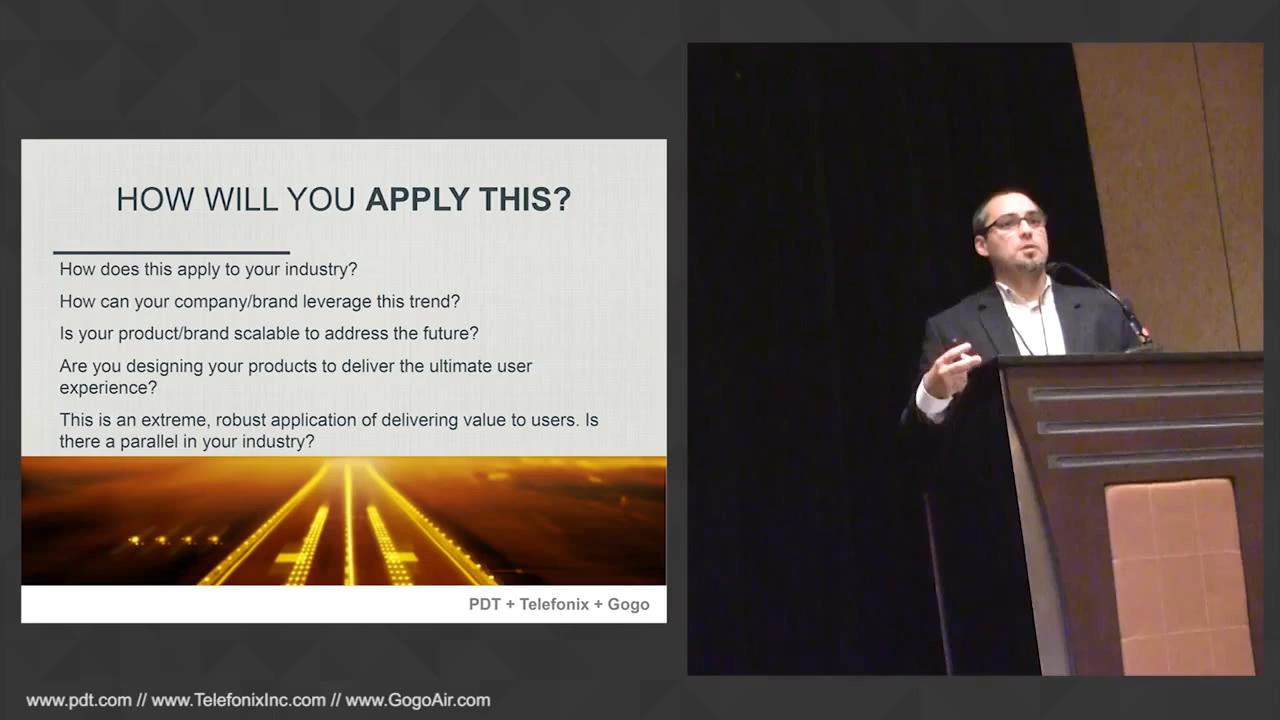 HOW WILL YOU APPLY THIS?
How does this apply to your industry?
How can your company/brand leverage this trend?
Is your product/brand scalable to address the future?
Are you designing your products to deliver the ultimate user
experience?
This is an extreme, robust application of delivering value to users. Is
there a parallel in your industry?
PDT + Telefonix + Gogo
www.pdt.com // www.TelefonixInc.com // www.GogoAir.com